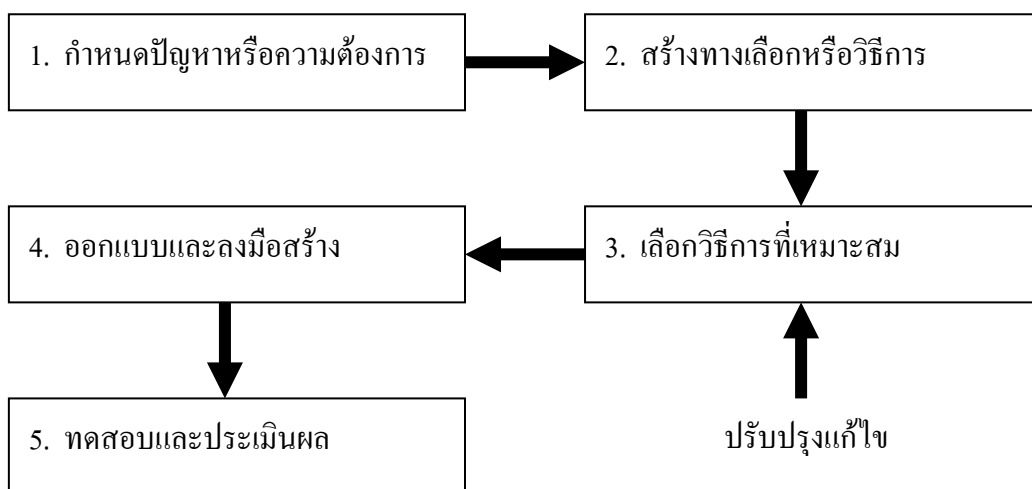 1. กำหนดปัญหาหรือความต้องการ
2. สร้างทางเลือกหรือวิธีการ
3. เลือกวิธีการที่เหมาะสม
4. ออกแบบและลงมือสร้าง
5. ทดสอบและประเมินผล
ปรับปรุงแก้ไข